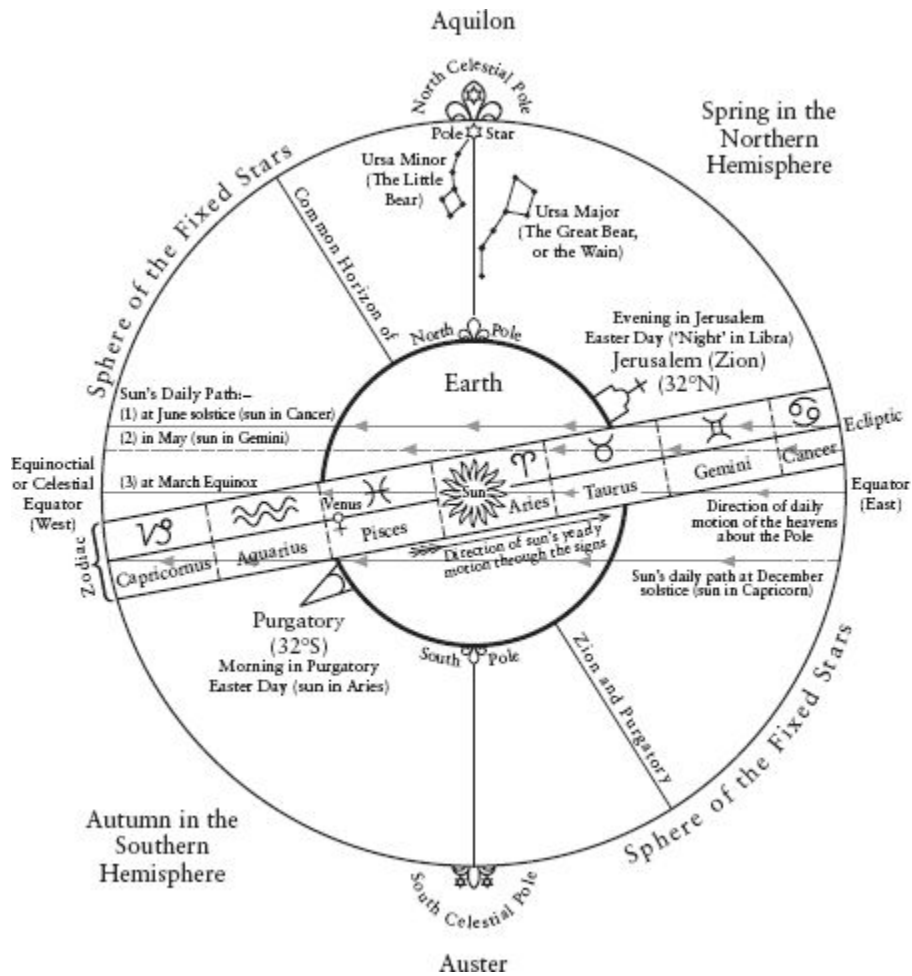 Aquilon
North Celestial Pole
Spring in the
Northern
Hemisphere
Pole Star
Ursa Minor
(The Little
Bear)
Ursa Major
(The Great Bear,
or the Wain)
Sphere of the Fixed Stars
Common Horizon of
North Pole
Evening in Jerusalem
Easter Day ('Night' in Libra)
Jerusalem (Zion)
(32°N)
Earth
Sun's Daily Path:–
(1) at June solstice (sun in Cancer)
(2) in May (sun in Gemini)
(3) at March Equinox
Ecliptic
Equinoctial
or Celestial
Equator
(West)
Equator
(East)
Zodiac
Capricornus
Aquarius
Venus
Pisces
Sun
Aries
Taurus
Gemini
Cancer
Direction of daily
motion of the heavens
about the Pole
Direction of sun's yearly
motion through the signs
Sun's daily path at December
solstice (sun in Capricorn)
Purgatory
(32°S)
Morning in Purgatory
Easter Day (sun in Aries)
South Pole
Zion and Purgatory
Sphere of the Fixed Stars
Autumn in the
Southern
Hemisphere
South Celestial Pole
Auster